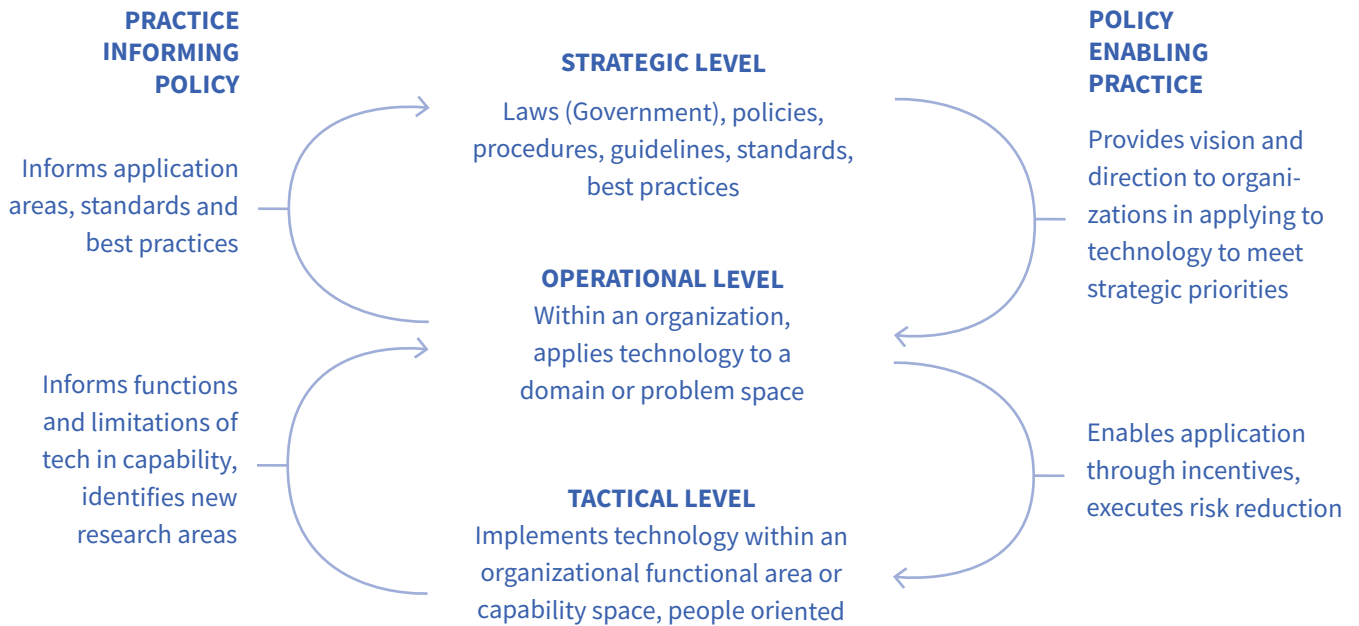 PRACTICE
INFORMING
POLICY
Informs application
areas, standards and
best practices
Informs functions
and limitations of
tech in capability,
identifies new
research areas
STRATEGIC LEVEL
Laws (Government), policies,
procedures, guidelines, standards,
best practices
OPERATIONAL LEVEL
Within an organization,
applies technology to a
domain or problem space
TACTICAL LEVEL
Implements technology within an
organizational functional area or
capability space, people oriented
POLICY
ENABLING
PRACTICE
Provides vision and
direction to organi-
zations in applying to
technology to meet
strategic priorities
Enables application
through incentives,
executes risk reduction